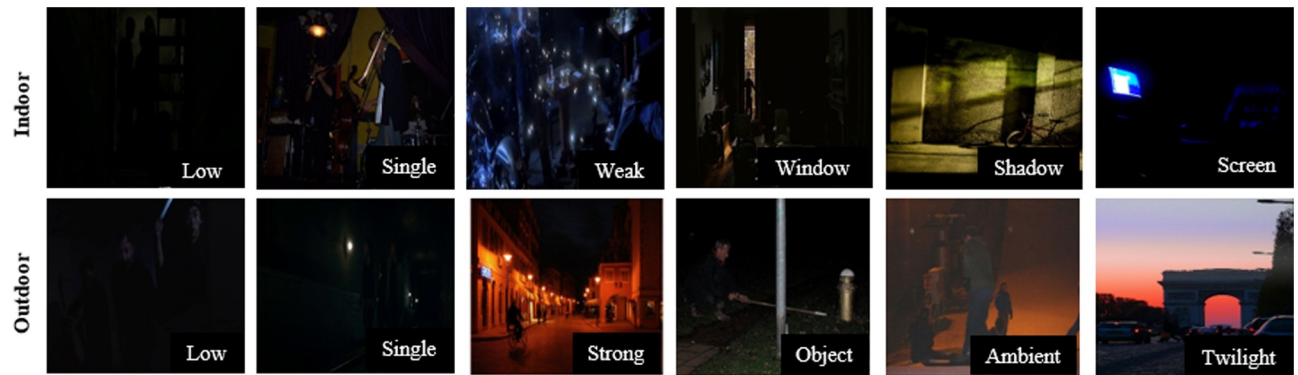 Indoor
Low
Single
Weak
Window
Shadow
Screen
Outdoor
Low
Single
Strong
Object
Ambient
Twilight